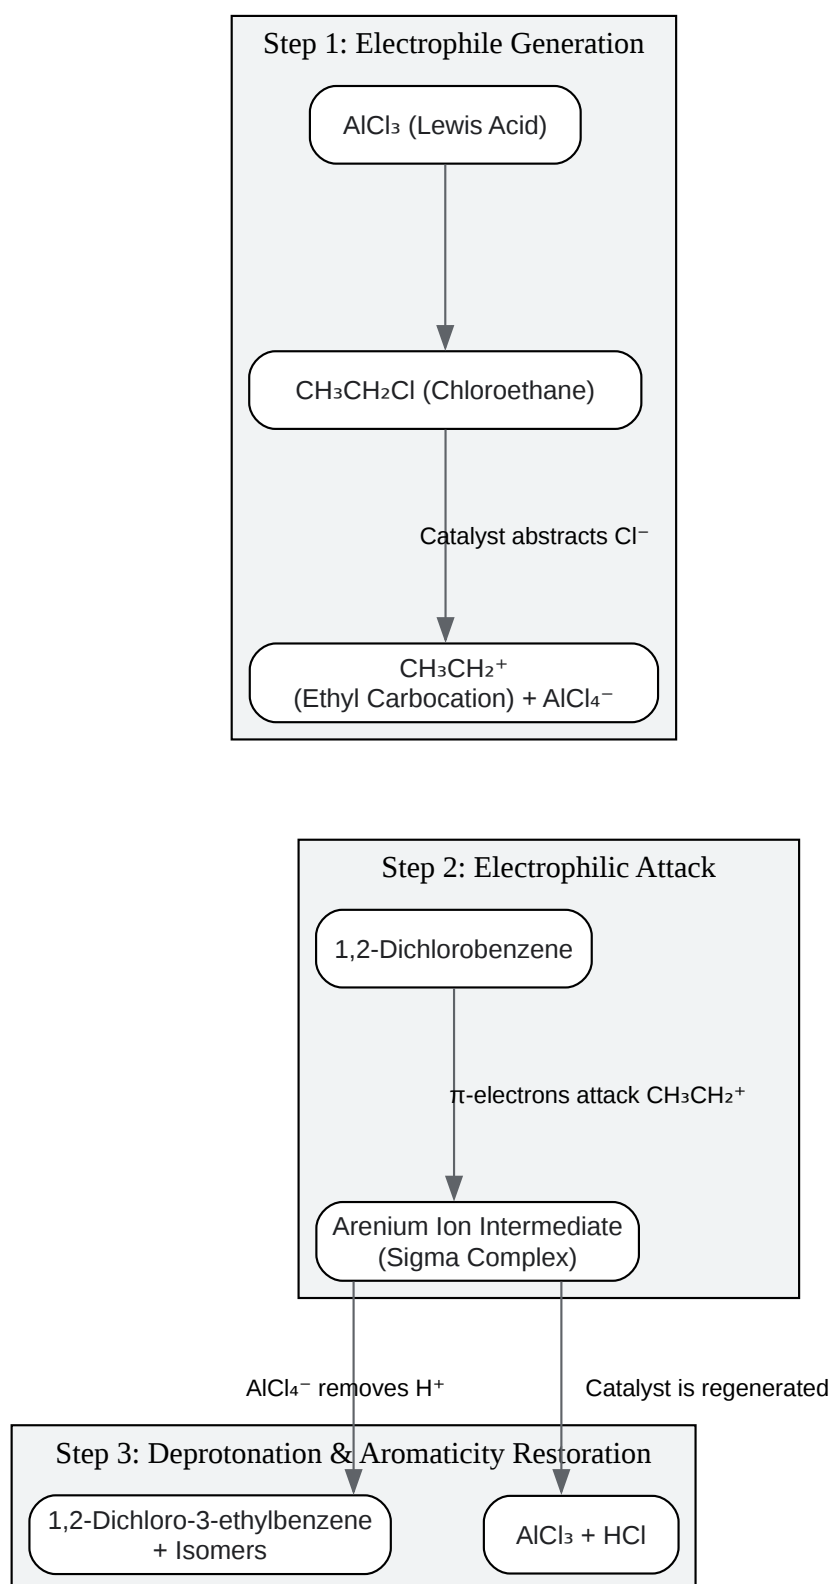 Step 1: Electrophile Generation
AlCl₃ (Lewis Acid)
CH₃CH₂Cl (Chloroethane)
Catalyst abstracts Cl⁻
CH₃CH₂⁺
(Ethyl Carbocation) + AlCl₄⁻
Step 2: Electrophilic Attack
1,2-Dichlorobenzene
π-electrons attack CH₃CH₂⁺
Arenium Ion Intermediate
(Sigma Complex)
AlCl₄⁻ removes H⁺
Catalyst is regenerated
Step 3: Deprotonation & Aromaticity Restoration
1,2-Dichloro-3-ethylbenzene
+ Isomers
AlCl₃ + HCl